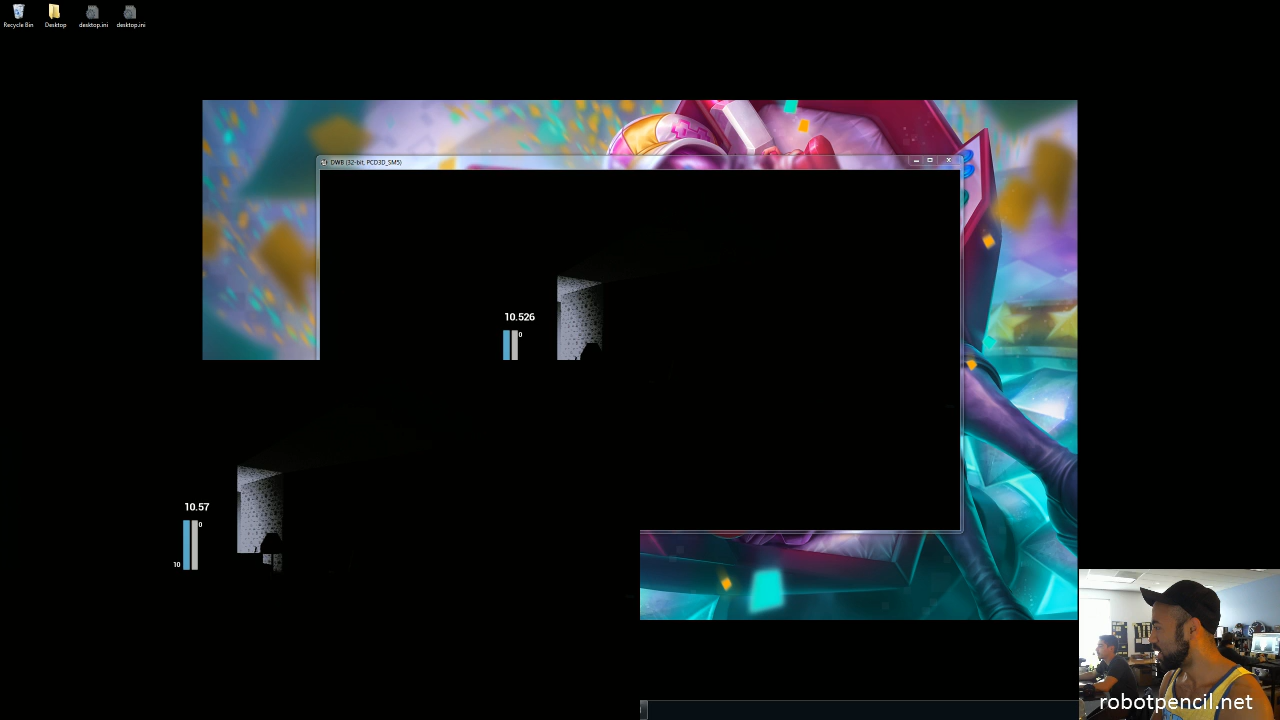 Recycle Bin
Desktop
desktop.ini
desktop.ini
DWB (32-bit, PCD3D_SM5)
10.526
0
10.57
0
10
robotpencil.net